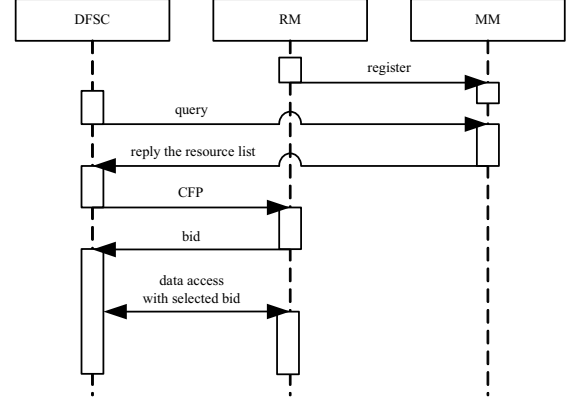 DFSC
RM
MM
register
query
reply the resource list
CFP
bid
data access
with selected bid